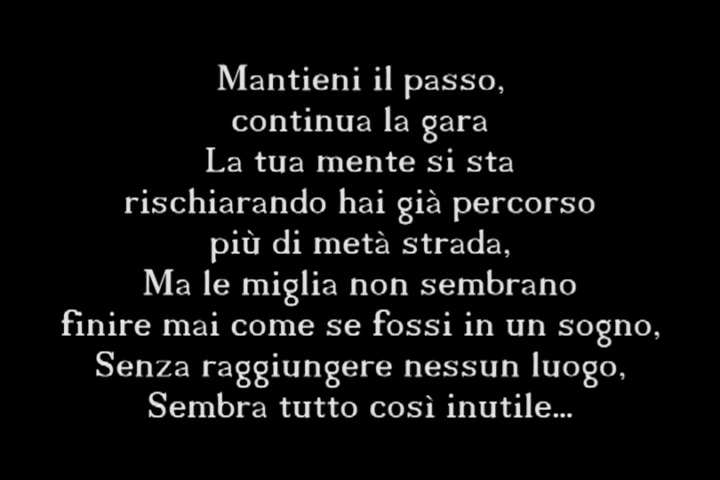 Mantieni il passo,
continua la gara
La tua mente si sta
rischiarando hai già percorso
più di metà strada,
Ma le miglia non sembrano
finire mai come se fossi in un sogno,
Senza raggiungere nessun luogo,
Sembra tutto così inutile...